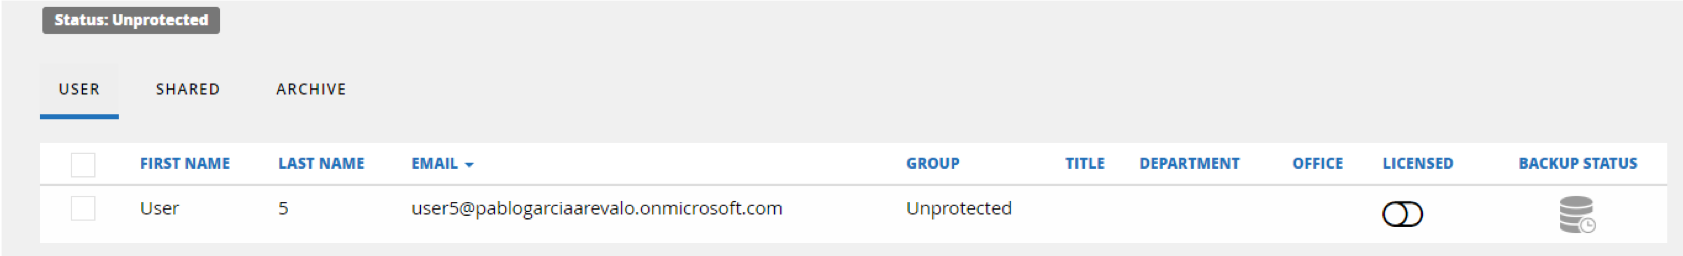 Status: Unprotected
USER SHARED ARCHIVE
FIRST NAME LAST NAME EMAIL GROUP TITLE DEPARTMENT OFFICE LICENSED BACKUP STATUS
User 5 user5@pablogarciaarevalo.onmicrosoft.com Unprotected